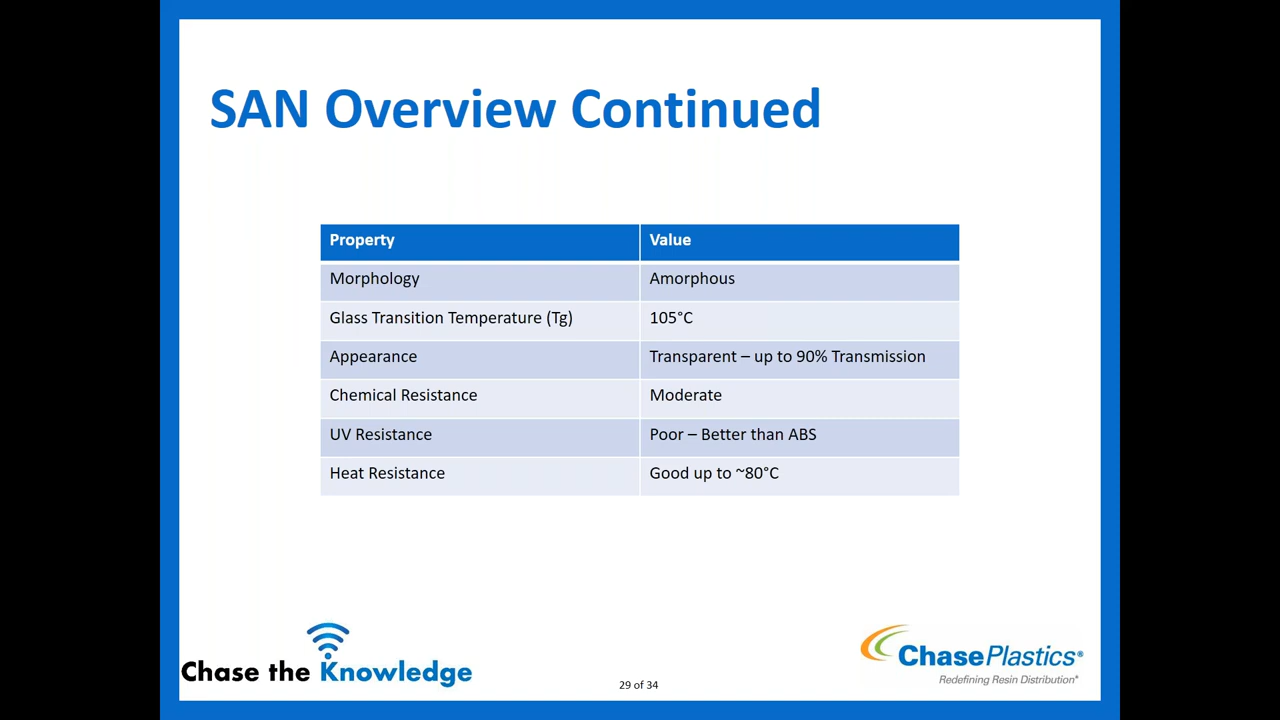 SAN Overview Continued
Property Value
Morphology Amorphous
Glass Transition Temperature (Tg) 105°C
Appearance Transparent – up to 90% Transmission
Chemical Resistance Moderate
UV Resistance Poor – Better than ABS
Heat Resistance Good up to ~80°C
Chase the Knowledge
29 of 34
ChasePlastics®
Redefining Resin Distribution*